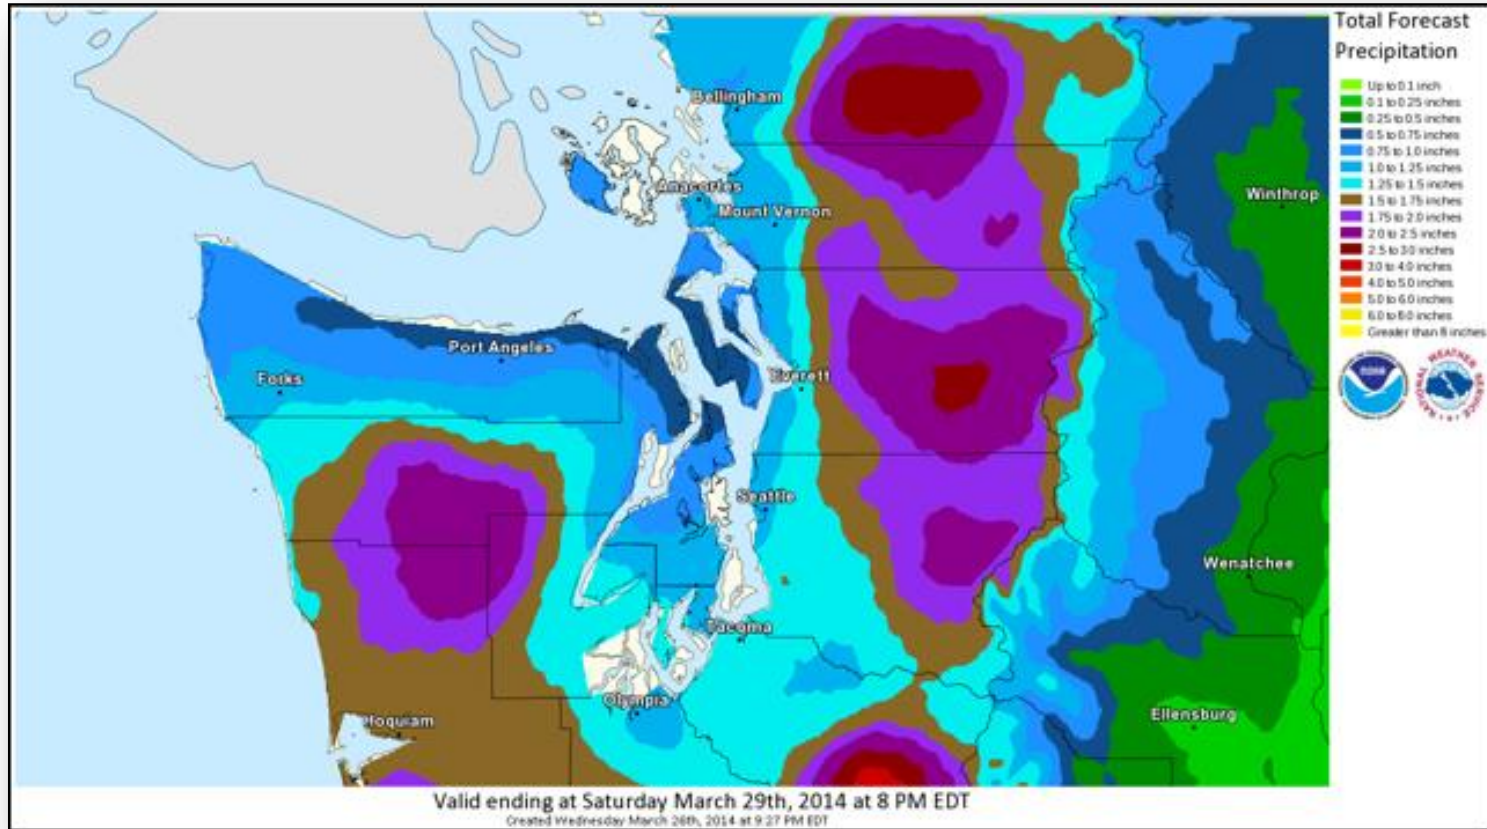 Total Forecast
Precipitation
Up to 0.1 inch
0.1 to 0.25 inches
0.25 to 0.5 inches
0.5 to 0.75 inches
0.75 to 1.0 inches
1.0 to 1.25 inches
1.25 to 1.5 inches
1.5 to 1.75 inches
1.75 to 2.0 inches
2.0 to 2.5 inches
2.5 to 3.0 inches
3.0 to 4.0 inches
4.0 to 5.0 inches
5.0 to 6.0 inches
6.0 to 8.0 inches
Greater than 8 inches
noaa
NATIONAL WEATHER SERVICE
Bellingham
Anacortes
Winthrop
Mount Vernon
Port Angeles
Forks
Everett
Seattle
Wenatchee
Tacoma
Olympia
Hoquiam
Ellensburg
Valid ending at Saturday March 29th, 2014 at 8 PM EDT
Created Wednesday March 26th, 2014 at 9:27 PM EDT